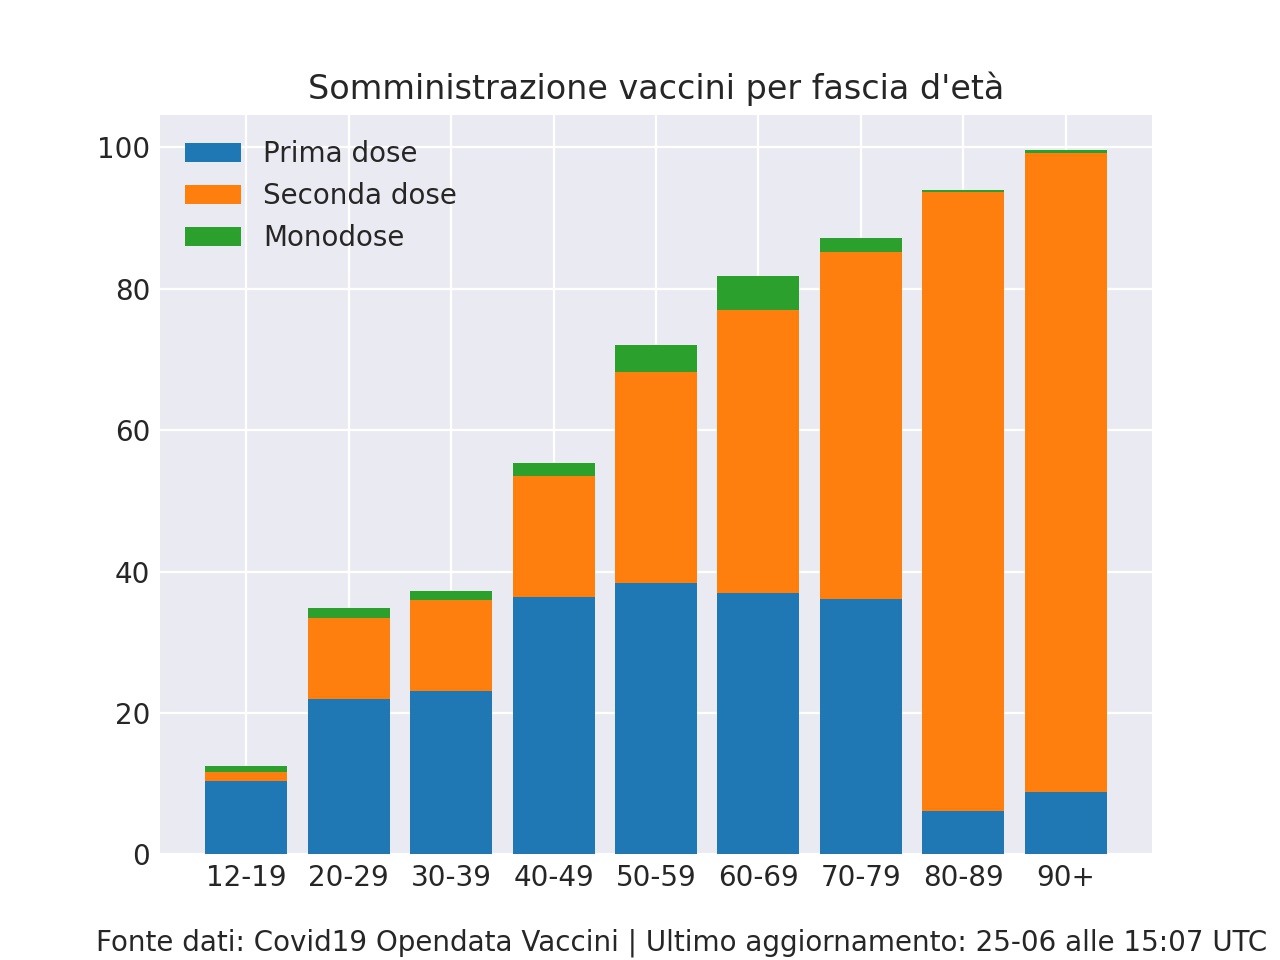 Somministrazione vaccini per fascia d'età
Prima dose
Seconda dose
Monodose
100
80
60
40
20
0
12-19 20-29 30-39 40-49 50-59 60-69 70-79 80-89 90+
Fonte dati: Covid19 Opendata Vaccini | Ultimo aggiornamento: 25-06 alle 15:07 UTC